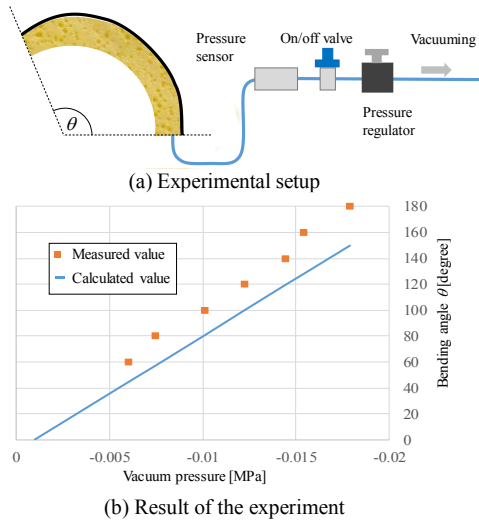 Pressure
sensor
On/off valve
Vacuuming
Pressure
regulator
θ
(a) Experimental setup
Measured value
Calculated value
180
160
140
120
100
80
60
40
20
0
Bending angle θ [degree]
0
-0.005
-0.01
-0.015
-0.02
Vacuum pressure [MPa]
(b) Result of the experiment